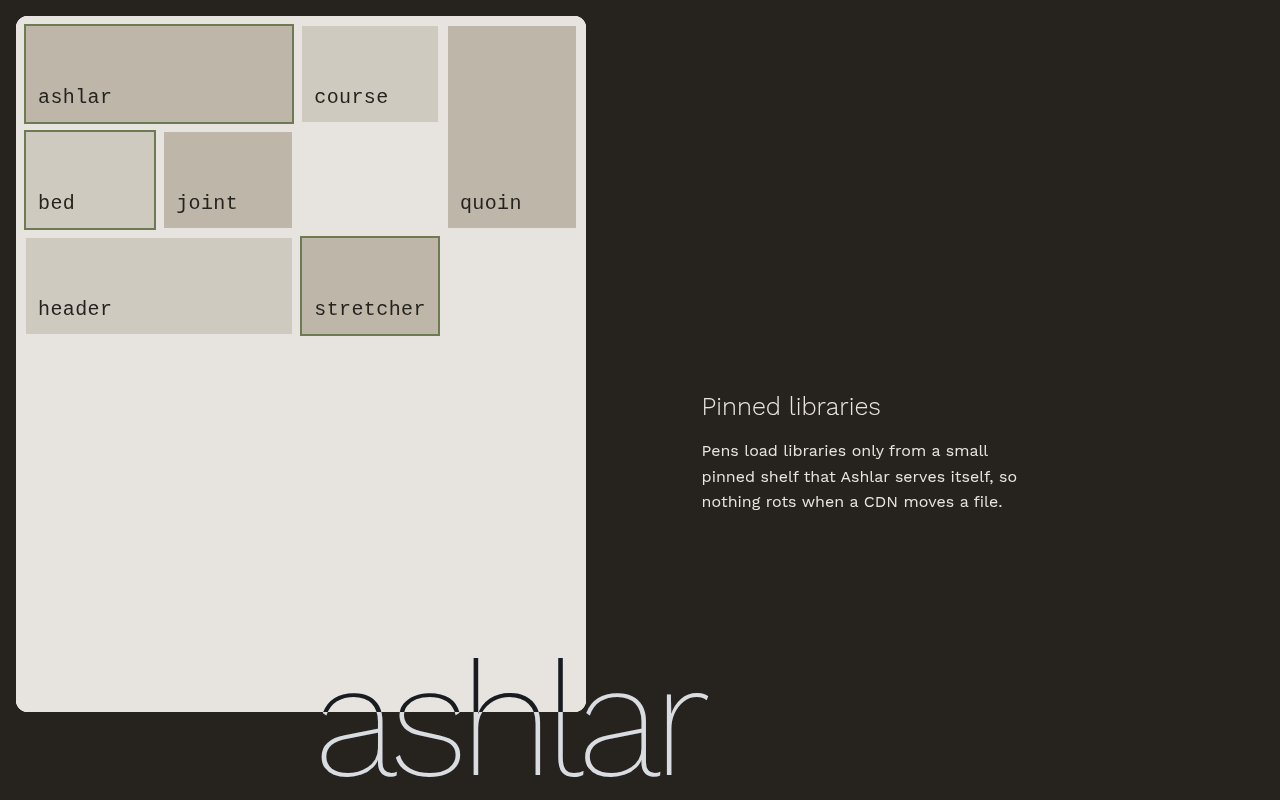 ashlar
course
bed
joint
quoin
header
stretcher
Pinned libraries
Pens load libraries only from a small
pinned shelf that Ashlar serves itself, so
nothing rots when a CDN moves a file.
ashlar